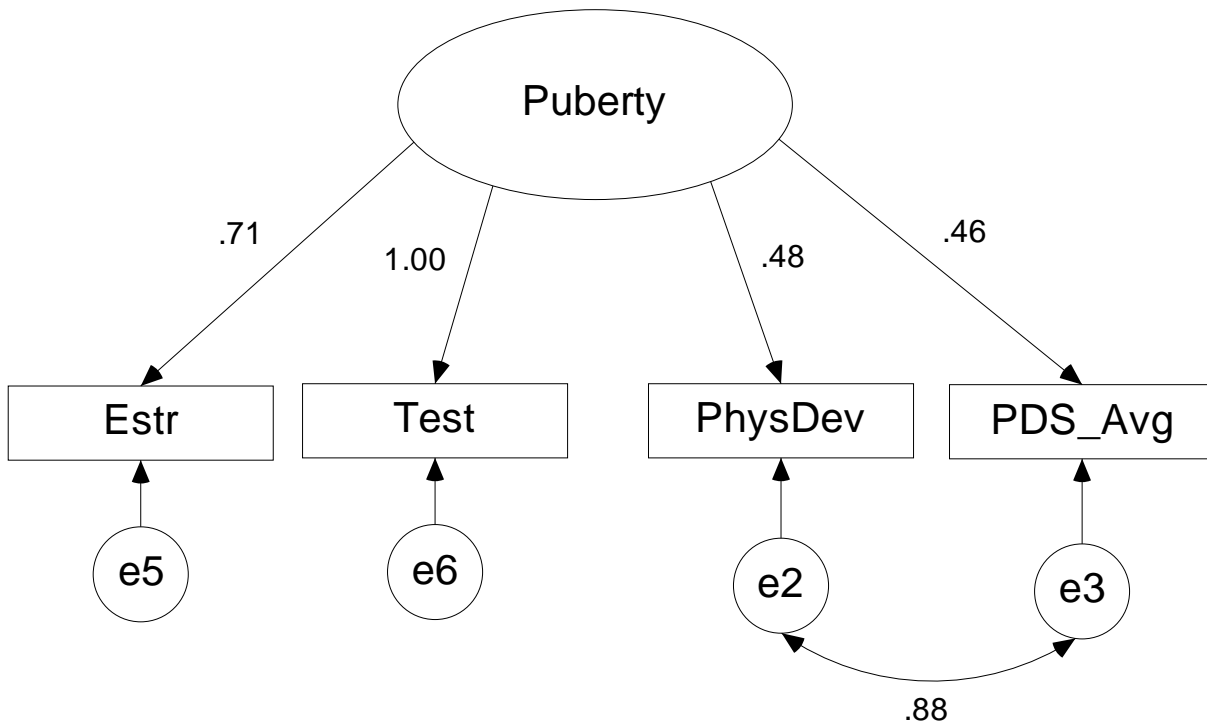 Puberty
.71
1.00
.48
.46
Estr
Test
PhysDev
PDS_Avg
e5
e6
e2
e3
.88